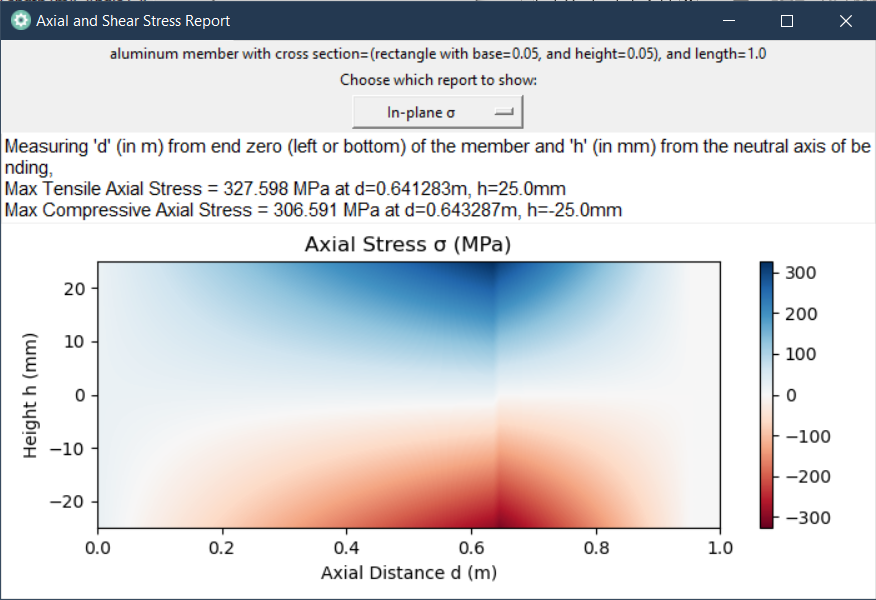 Axial and Shear Stress Report
aluminum member with cross section=(rectangle with base=0.05, and height=0.05), and length=1.0
Choose which report to show:
In-plane σ
Measuring 'd' (in m) from end zero (left or bottom) of the member and 'h' (in mm) from the neutral axis of be
nding,
Max Tensile Axial Stress = 327.598 MPa at d=0.641283m, h=25.0mm
Max Compressive Axial Stress = 306.591 MPa at d=0.643287m, h=-25.0mm
Axial Stress σ (MPa)
Height h (mm)
20
10
0
−10
−20
0.0 0.2 0.4 0.6 0.8 1.0
Axial Distance d (m)
300
200
100
0
−100
−200
−300